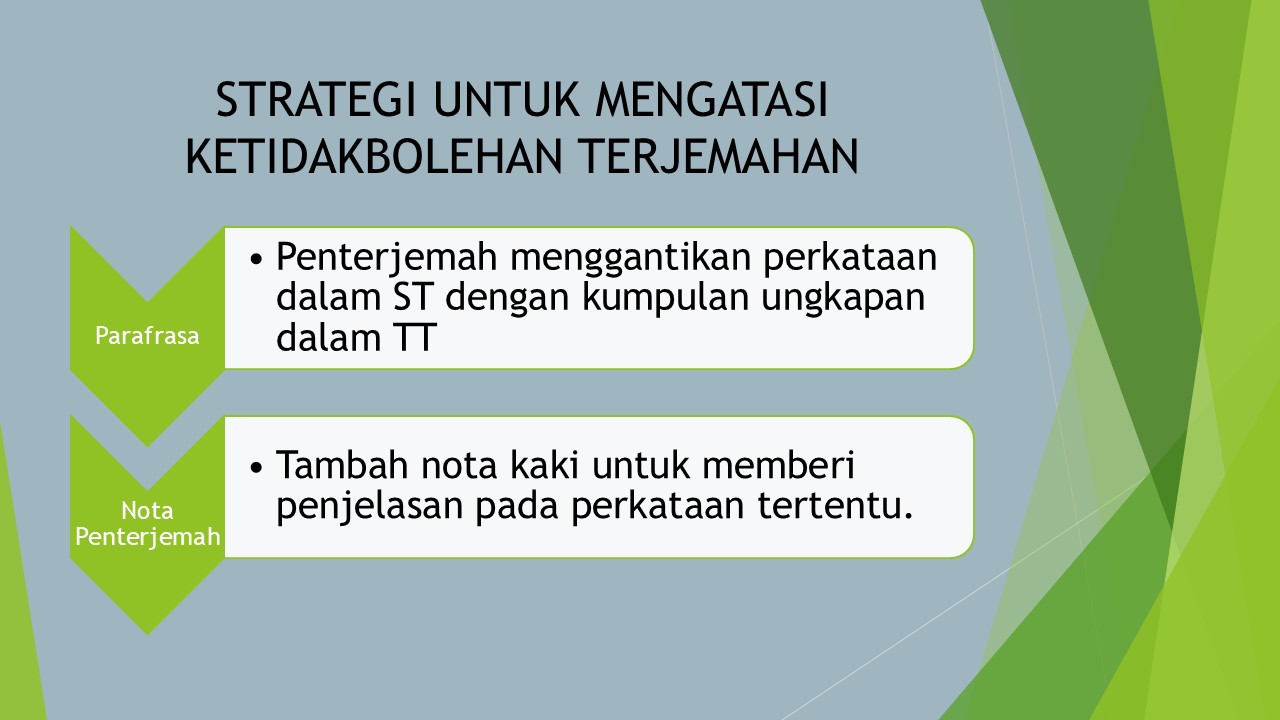 STRATEGI UNTUK MENGATASI
KETIDAKBOLEHAN TERJEMAHAN
Parafrasa
• Penterjemah menggantikan perkataan
dalam ST dengan kumpulan ungkapan
dalam TT
Nota
Penterjemah
• Tambah nota kaki untuk memberi
penjelasan pada perkataan tertentu.